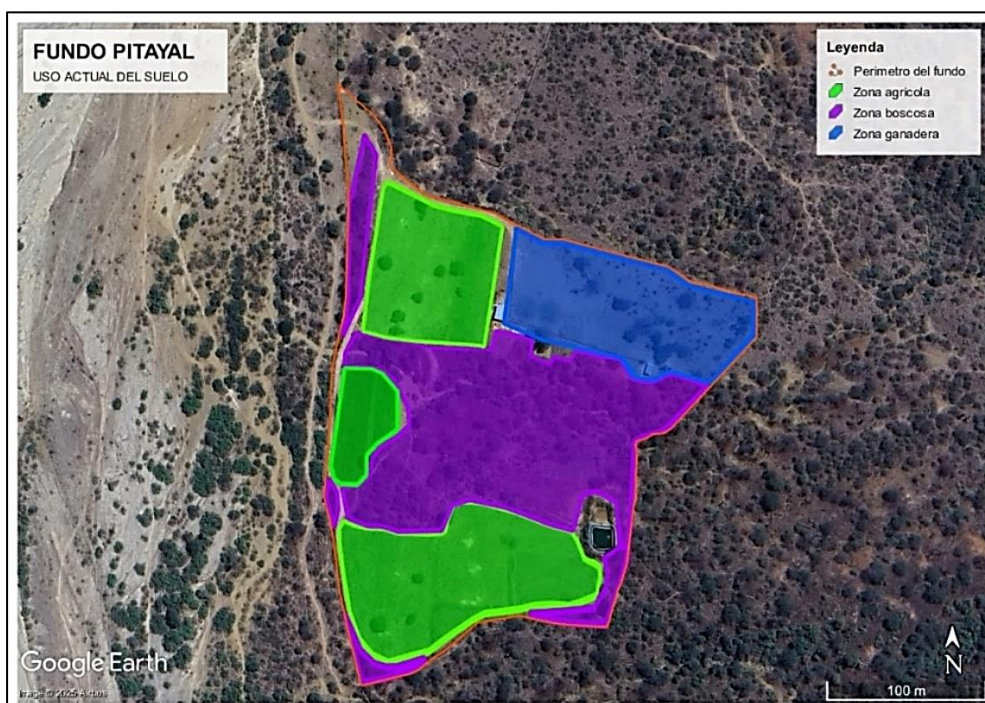 FUNDO PITAYAL
USO ACTUAL DEL SUELO
Leyenda
Perimetro del fundo
Zona agricola
Zona boscosa
Zona ganadera
Google Earth
Image © 2025 Airbus
N
100 m